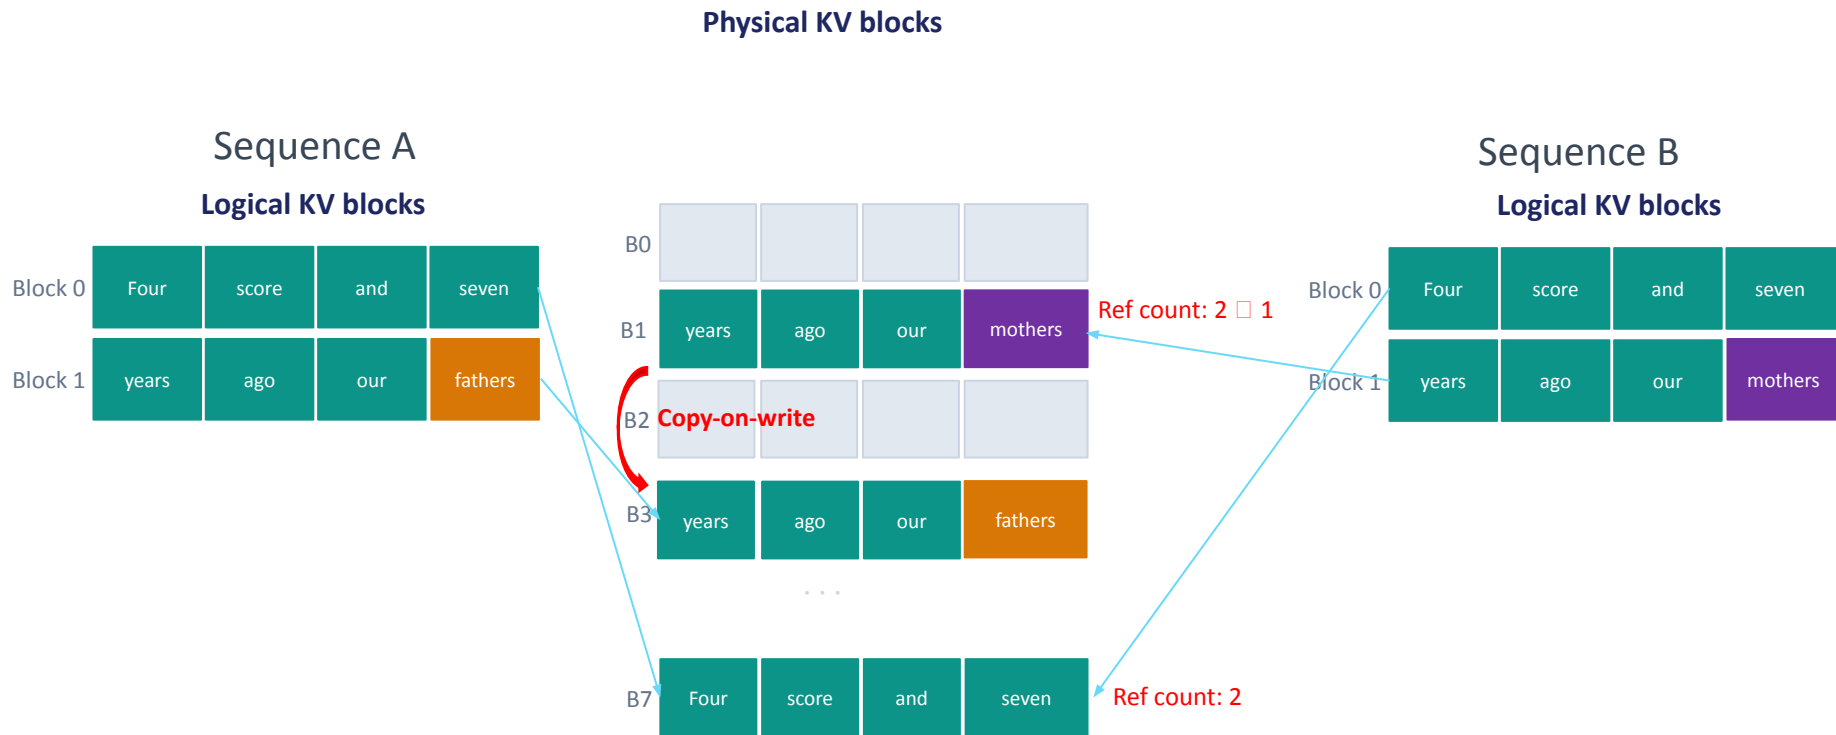 Physical KV blocks
Sequence A
Logical KV blocks
Block 0 Four score and seven
Block 1 years ago our fathers
B0
B1 years ago our mothers Ref count: 2 □ 1
B2 Copy-on-write
B3 years ago our fathers
. . .
B7 Four score and seven Ref count: 2
Sequence B
Logical KV blocks
Block 0 Four score and seven
Block 1 years ago our mothers